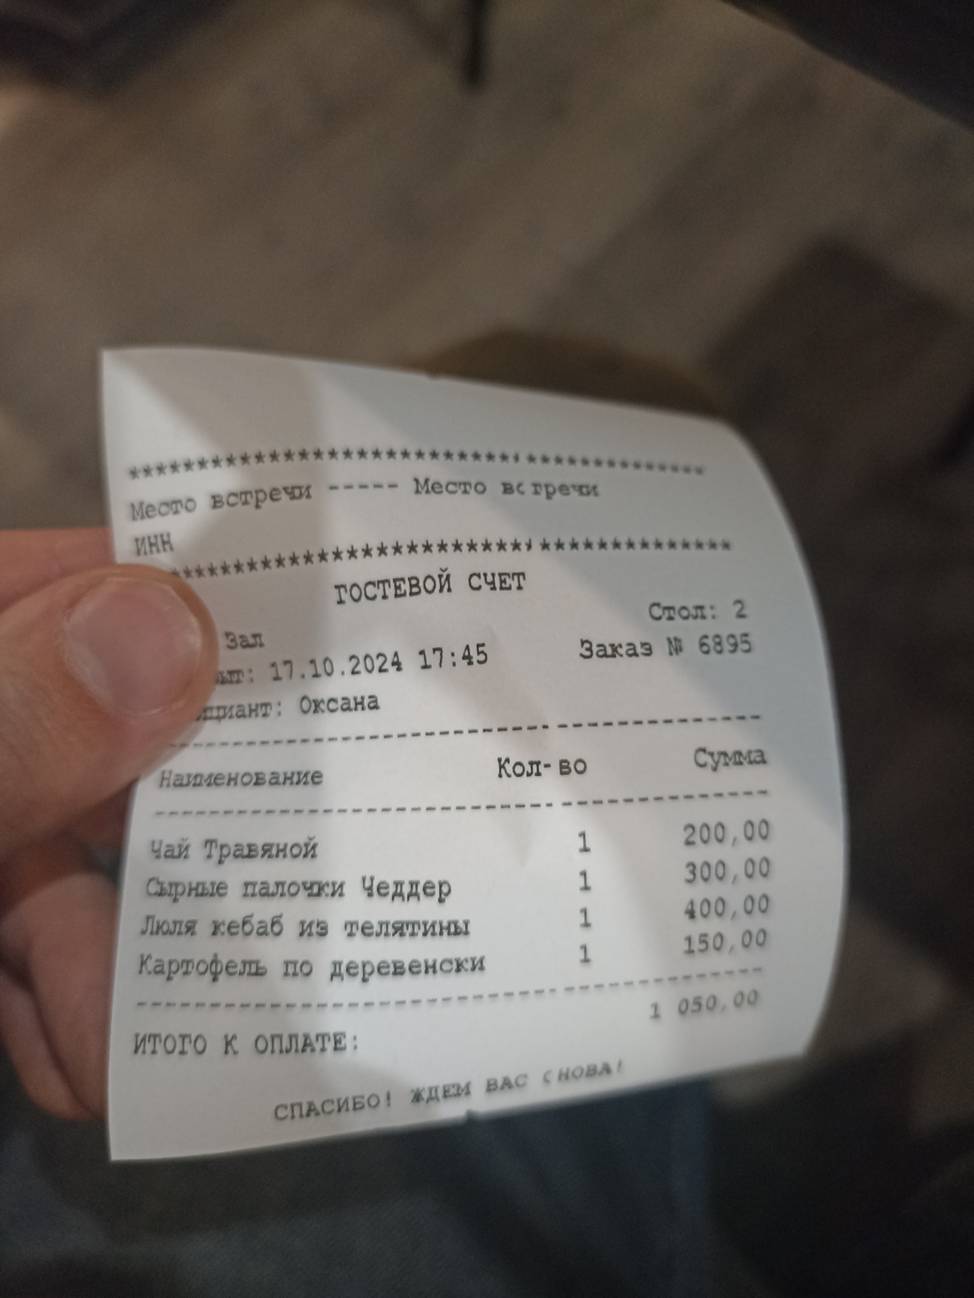 ******************************************
Место встречи ----- Место встречи
ИНН
******************************************
ГОСТЕВОЙ СЧЕТ
Стол: 2
Зал
17.10.2024 17:45 Заказ № 6895
Оксана
Наименование Кол-во Сумма
Чай Травяной 1 200,00
Сырные палочки Чеддер 1 300,00
Люля кебаб из телятины 1 400,00
Картофель по деревенски 1 150,00
1 050,00
ИТОГО К ОПЛАТЕ:
СПАСИБО! ЖДЕМ ВАС СНОВА!